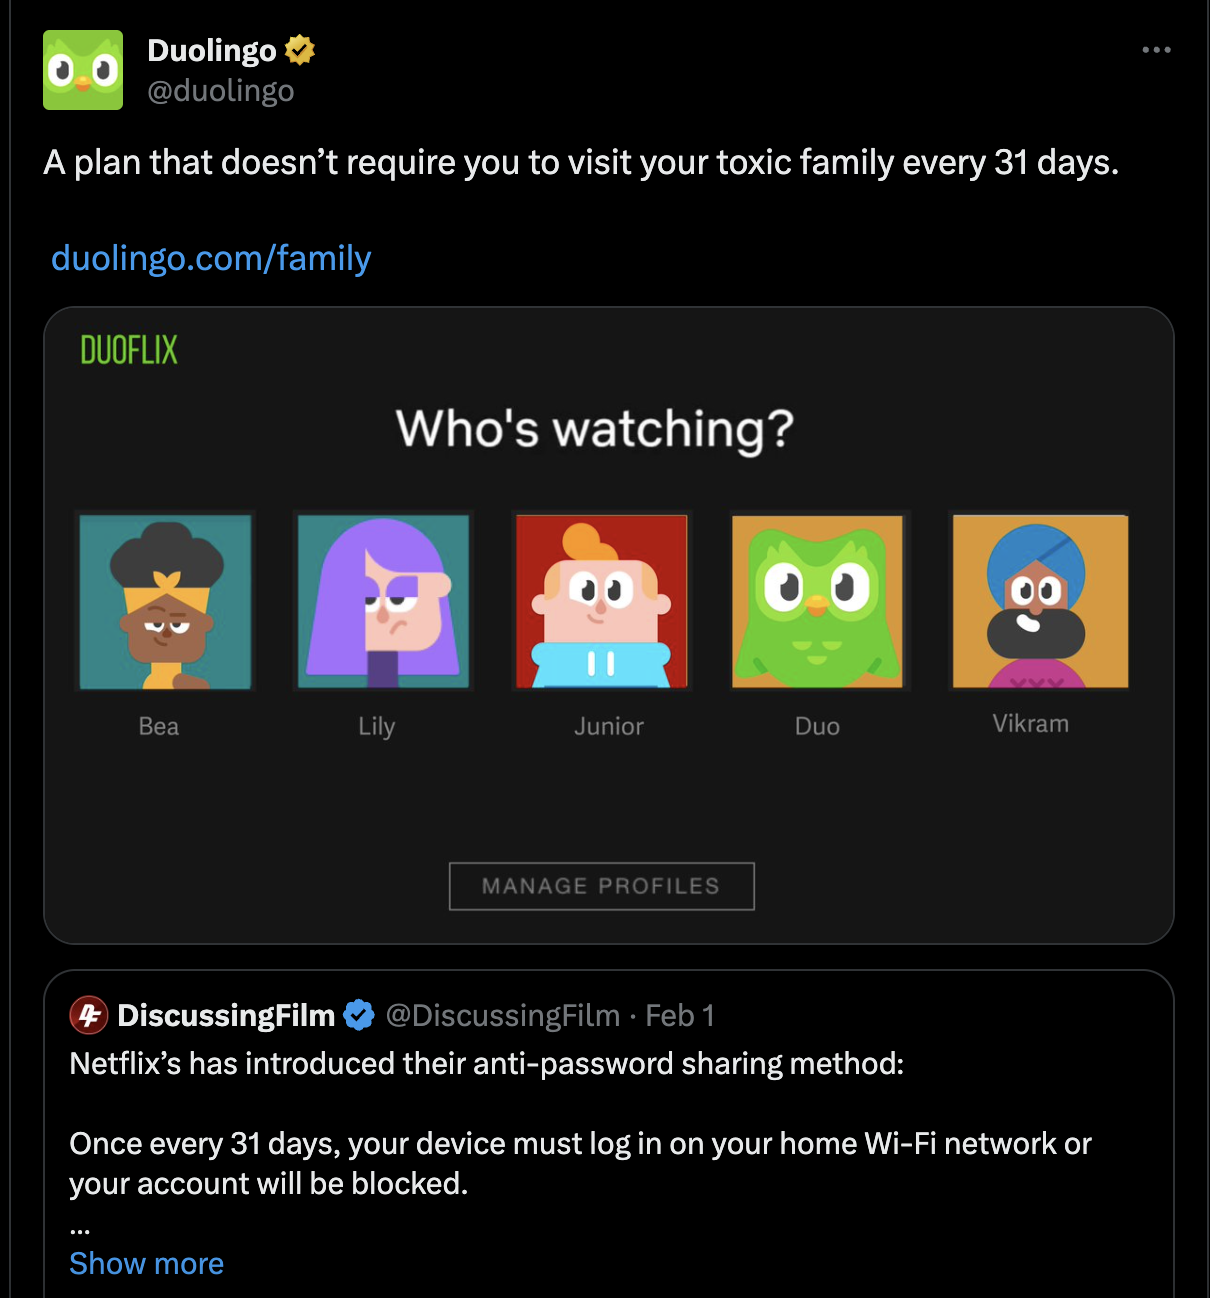 Duolingo
@duolingo
A plan that doesn’t require you to visit your toxic family every 31 days.
duolingo.com/family
DUOFLIX
Who's watching?
Bea
Lily
Junior
Duo
Vikram
MANAGE PROFILES
DiscussingFilm @DiscussingFilm · Feb 1
Netflix’s has introduced their anti-password sharing method:
Once every 31 days, your device must log in on your home Wi-Fi network or
your account will be blocked.
...
Show more